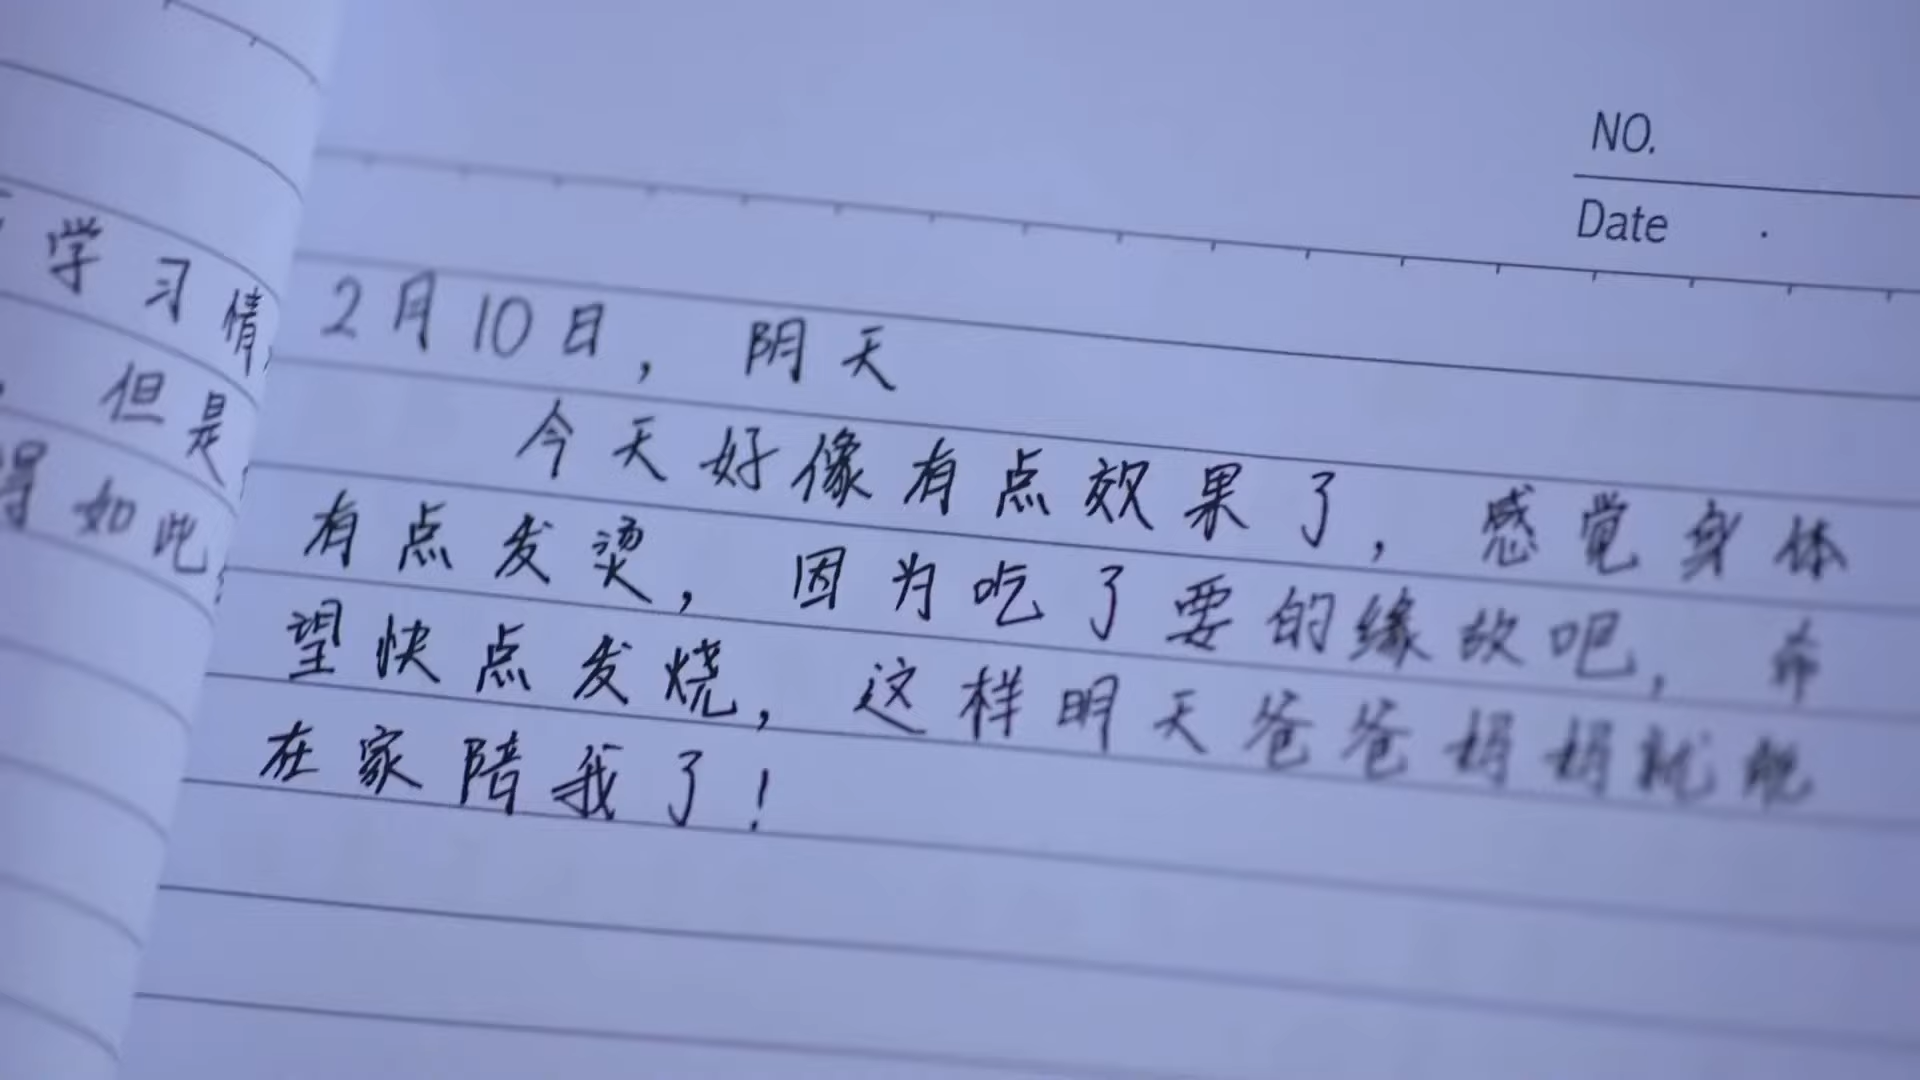 NO.
Date
学习情
但是
得如此
2月10日，阴天
今天好像有点效果了，感觉身体
有点发烫，因为吃了要的缘故吧，希
望快点发烧，这样明天爸爸妈妈就能
在家陪我了！